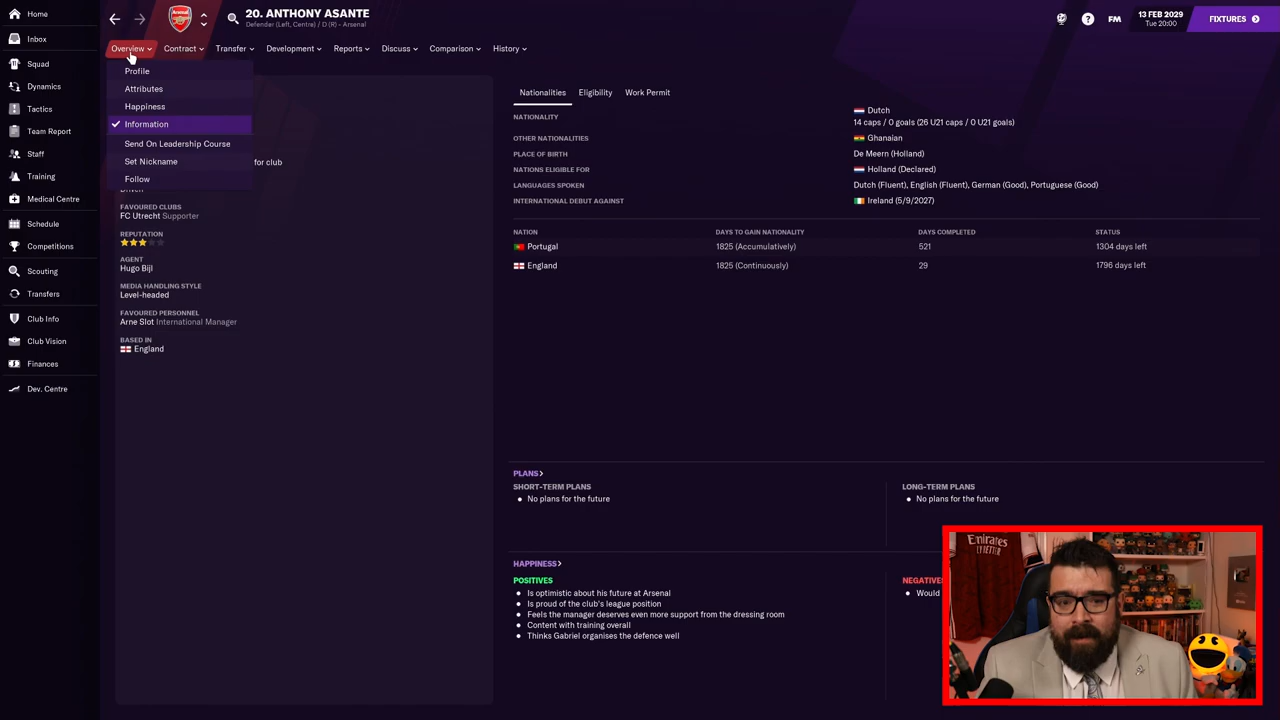 Home
Inbox
Squad
Dynamics
Tactics
Team Report
Staff
Training
Medical Centre
Schedule
Competitions
Scouting
Transfers
Club Info
Club Vision
Finances
Dev. Centre
Arsenal
20. ANTHONY ASANTE
Defender (Left, Centre) / D (R) - Arsenal
FM
13 FEB 2029
Tue 20:00
FIXTURES
Overview
Contract
Transfer
Development
Reports
Discuss
Comparison
History
Profile
Attributes
Happiness
Information
Send On Leadership Course
Set Nickname
Follow
for club
Driven
FAVOURED CLUBS
FC Utrecht Supporter
REPUTATION
AGENT
Hugo Bijl
MEDIA HANDLING STYLE
Level-headed
FAVOURED PERSONNEL
Arne Slot International Manager
BASED IN
England
Nationalities Eligibility Work Permit
NATIONALITY
Dutch
14 caps / 0 goals (26 U21 caps / 0 U21 goals)
OTHER NATIONALITIES
Ghanaian
PLACE OF BIRTH
De Meern (Holland)
NATIONS ELIGIBLE FOR
Holland (Declared)
LANGUAGES SPOKEN
Dutch (Fluent), English (Fluent), German (Good), Portuguese (Good)
INTERNATIONAL DEBUT AGAINST
Ireland (5/9/2027)
NATION DAYS TO GAIN NATIONALITY DAYS COMPLETED STATUS
Portugal 1825 (Accumulatively) 521 1304 days left
England 1825 (Continuously) 29 1796 days left
PLANS
SHORT-TERM PLANS
No plans for the future
LONG-TERM PLANS
No plans for the future
HAPPINESS
POSITIVES
Is optimistic about his future at Arsenal
Is proud of the club's league position
Feels the manager deserves even more support from the dressing room
Content with training overall
Thinks Gabriel organises the defence well
NEGATIVES
Would
Emirates
FLY BETTER